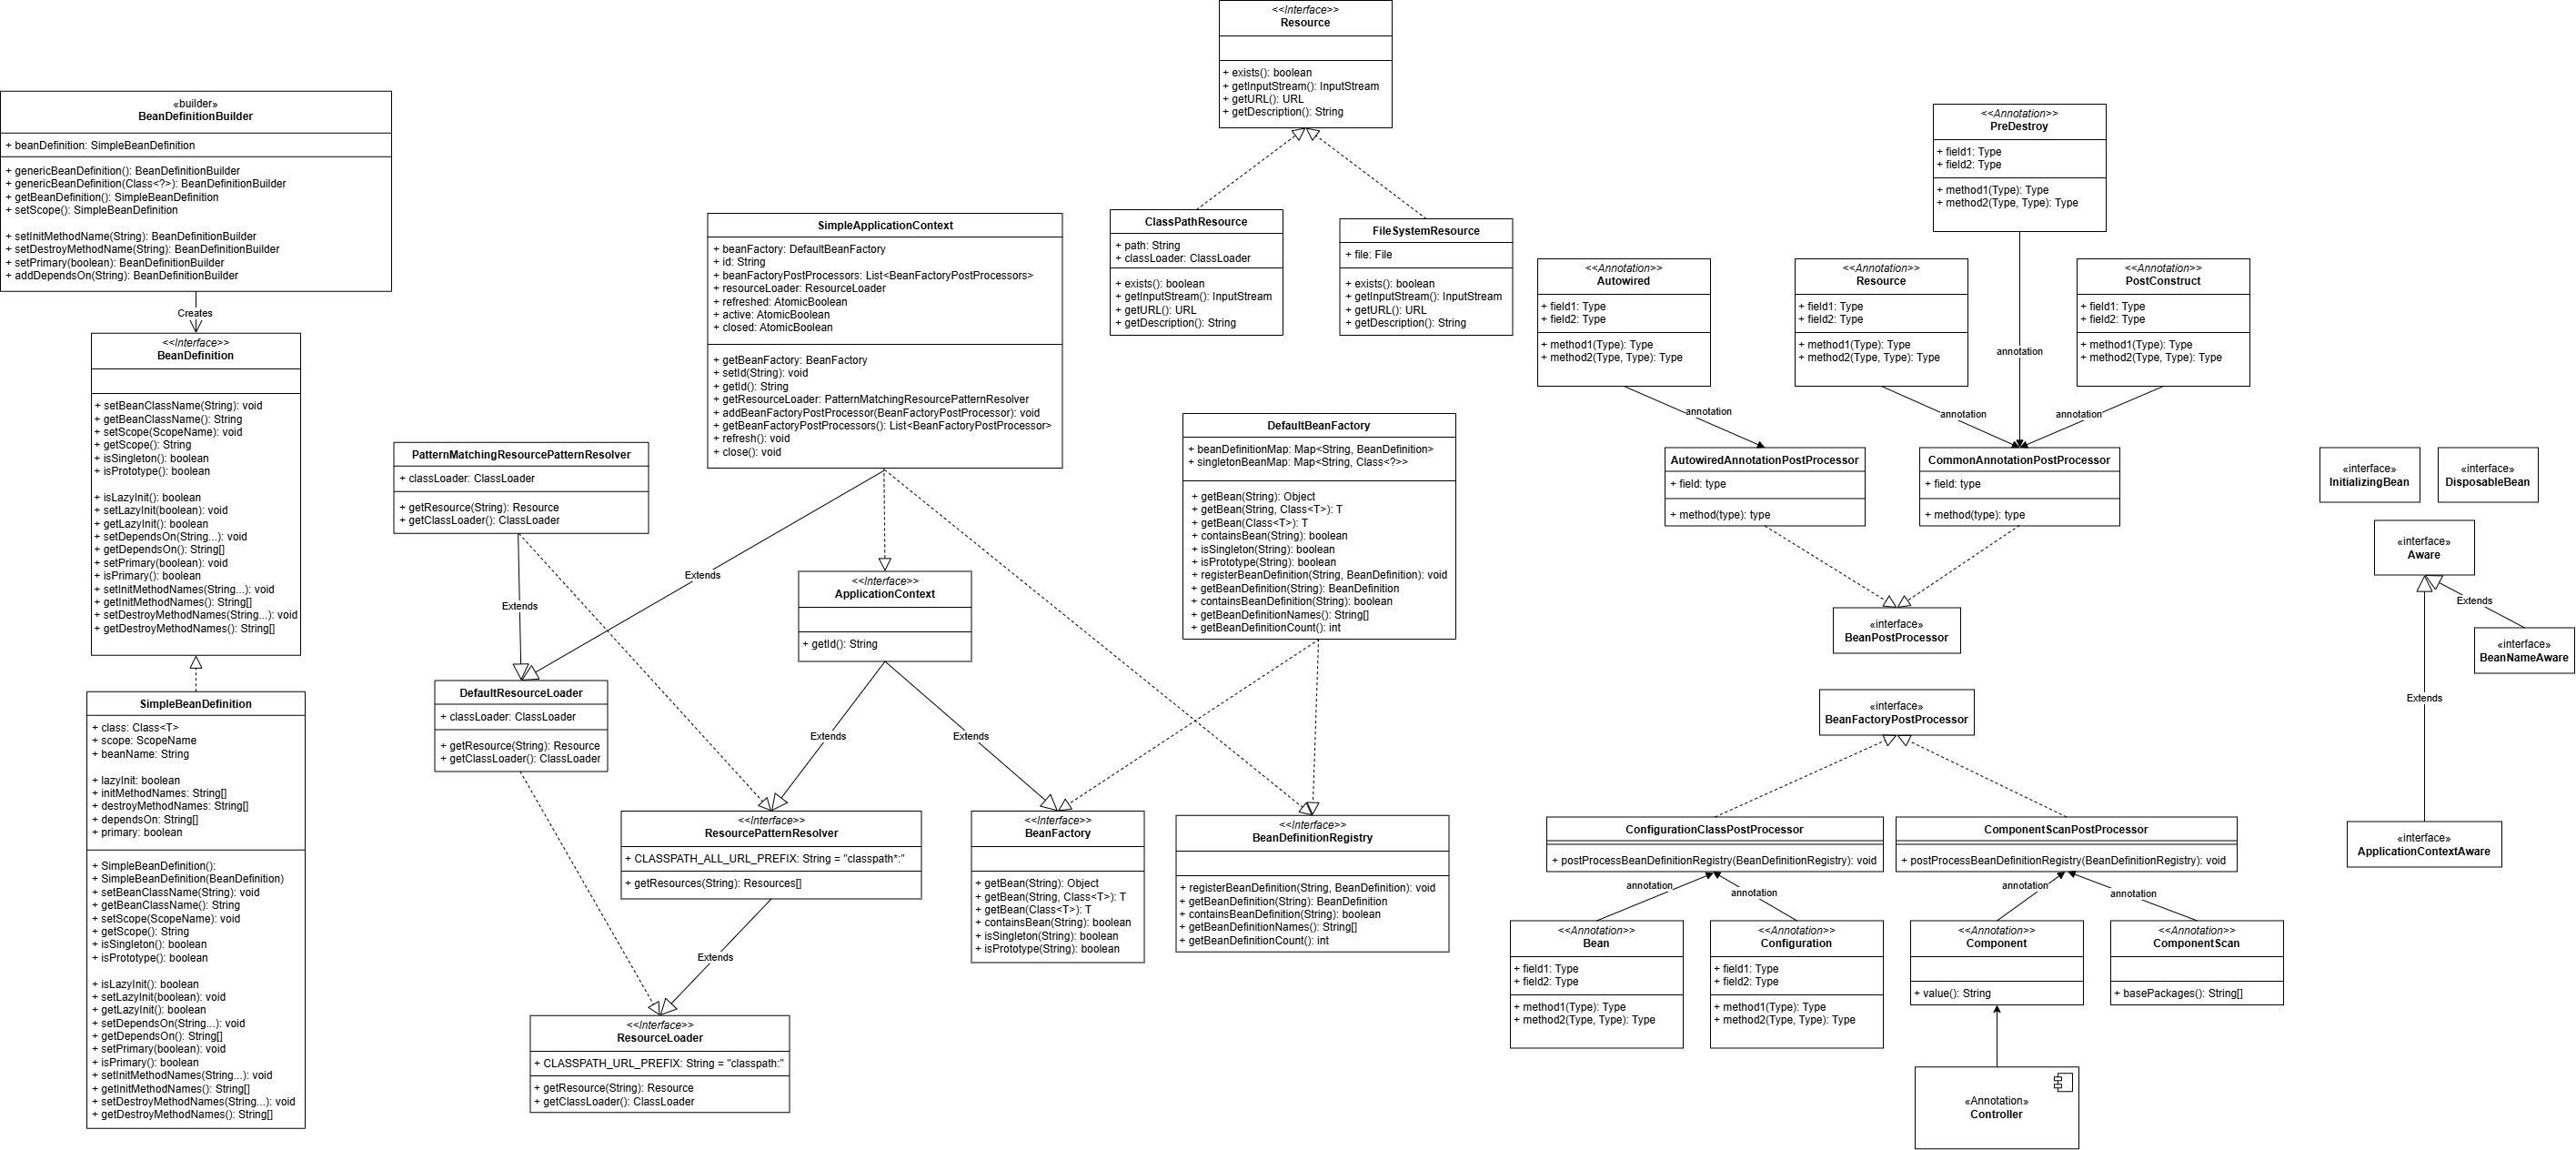 <<Interface>>
Resource
+ exists(): boolean
+ getInputStream(): InputStream
+ getURL(): URL
+ getDescription(): String
«builder»
BeanDefinitionBuilder
+ beanDefinition: SimpleBeanDefinition
+ genericBeanDefinition(): BeanDefinitionBuilder
+ genericBeanDefinition(Class<?>): BeanDefinitionBuilder
+ getBeanDefinition(): SimpleBeanDefinition
+ setScope(): SimpleBeanDefinition
+ setInitMethodName(String): BeanDefinitionBuilder
+ setDestroyMethodName(String): BeanDefinitionBuilder
+ setPrimary(boolean): BeanDefinitionBuilder
+ addDependsOn(String): BeanDefinitionBuilder
Creates
<<Interface>>
BeanDefinition
+ setBeanClassName(String): void
+ getBeanClassName(): String
+ setScope(ScopeName): void
+ getScope(): String
+ isSingleton(): boolean
+ isPrototype(): boolean
+ isLazyInit(): boolean
+ setLazyInit(boolean): void
+ getLazyInit(): boolean
+ setDependsOn(String...): void
+ getDependsOn(): String[]
+ setPrimary(boolean): void
+ isPrimary(): boolean
+ setInitMethodNames(String...): void
+ getInitMethodNames(): String[]
+ setDestroyMethodNames(String...): void
+ getDestroyMethodNames(): String[]
SimpleBeanDefinition
+ class: Class<T>
+ scope: ScopeName
+ beanName: String
+ lazyInit: boolean
+ initMethodNames: String[]
+ destroyMethodNames: String[]
+ dependsOn: String[]
+ primary: boolean
+ SimpleBeanDefinition():
+ SimpleBeanDefinition(BeanDefinition)
+ setBeanClassName(String): void
+ getBeanClassName(): String
+ setScope(ScopeName): void
+ getScope(): String
+ isSingleton(): boolean
+ isPrototype(): boolean
+ isLazyInit(): boolean
+ setLazyInit(boolean): void
+ getLazyInit(): boolean
+ setDependsOn(String...): void
+ getDependsOn(): String[]
+ setPrimary(boolean): void
+ isPrimary(): boolean
+ setInitMethodNames(String...): void
+ getInitMethodNames(): String[]
+ setDestroyMethodNames(String...): void
+ getDestroyMethodNames(): String[]
PatternMatchingResourcePatternResolver
+ classLoader: ClassLoader
+ getResource(String): Resource
+ getClassLoader(): ClassLoader
Extends
DefaultResourceLoader
+ classLoader: ClassLoader
+ getResource(String): Resource
+ getClassLoader(): ClassLoader
SimpleApplicationContext
+ beanFactory: DefaultBeanFactory
+ id: String
+ beanFactoryPostProcessors: List<BeanFactoryPostProcessors>
+ resourceLoader: ResourceLoader
+ refreshed: AtomicBoolean
+ active: AtomicBoolean
+ closed: AtomicBoolean
+ getBeanFactory: BeanFactory
+ setId(String): void
+ getId(): String
+ getResourceLoader: PatternMatchingResourcePatternResolver
+ addBeanFactoryPostProcessor(BeanFactoryPostProcessor): void
+ getBeanFactoryPostProcessors(): List<BeanFactoryPostProcessor>
+ refresh(): void
+ close(): void
Extends
<<Interface>>
ApplicationContext
+ getId(): String
Extends
Extends
<<Interface>>
ResourcePatternResolver
+ CLASSPATH_ALL_URL_PREFIX: String = "classpath*:"
+ getResources(String): Resources[]
Extends
<<Interface>>
ResourceLoader
+ CLASSPATH_URL_PREFIX: String = "classpath:"
+ getResource(String): Resource
+ getClassLoader(): ClassLoader
<<Interface>>
BeanFactory
+ getBean(String): Object
+ getBean(String, Class<T>): T
+ getBean(Class<T>): T
+ containsBean(String): boolean
+ isSingleton(String): boolean
+ isPrototype(String): boolean
ClassPathResource
+ path: String
+ classLoader: ClassLoader
+ exists(): boolean
+ getInputStream(): InputStream
+ getURL(): URL
+ getDescription(): String
FileSystemResource
+ file: File
+ exists(): boolean
+ getInputStream(): InputStream
+ getURL(): URL
+ getDescription(): String
DefaultBeanFactory
+ beanDefinitionMap: Map<String, BeanDefinition>
+ singletonBeanMap: Map<String, Class<?>>
+ getBean(String): Object
+ getBean(String, Class<T>): T
+ getBean(Class<T>): T
+ containsBean(String): boolean
+ isSingleton(String): boolean
+ isPrototype(String): boolean
+ registerBeanDefinition(String, BeanDefinition): void
+ getBeanDefinition(String): BeanDefinition
+ containsBeanDefinition(String): boolean
+ getBeanDefinitionNames(): String[]
+ getBeanDefinitionCount(): int
<<Interface>>
BeanDefinitionRegistry
+ registerBeanDefinition(String, BeanDefinition): void
+ getBeanDefinition(String): BeanDefinition
+ containsBeanDefinition(String): boolean
+ getBeanDefinitionNames(): String[]
+ getBeanDefinitionCount(): int
<<Annotation>>
PreDestroy
+ field1: Type
+ field2: Type
+ method1(Type): Type
+ method2(Type, Type): Type
<<Annotation>>
Autowired
+ field1: Type
+ field2: Type
+ method1(Type): Type
+ method2(Type, Type): Type
<<Annotation>>
Resource
+ field1: Type
+ field2: Type
+ method1(Type): Type
+ method2(Type, Type): Type
<<Annotation>>
PostConstruct
+ field1: Type
+ field2: Type
+ method1(Type): Type
+ method2(Type, Type): Type
annotation
annotation
annotation
annotation
AutowiredAnnotationPostProcessor
+ field: type
+ method(type): type
CommonAnnotationPostProcessor
+ field: type
+ method(type): type
«interface»
BeanPostProcessor
«interface»
BeanFactoryPostProcessor
ConfigurationClassPostProcessor
+ postProcessBeanDefinitionRegistry(BeanDefinitionRegistry): void
ComponentScanPostProcessor
+ postProcessBeanDefinitionRegistry(BeanDefinitionRegistry): void
annotation
annotation
annotation
annotation
<<Annotation>>
Bean
+ field1: Type
+ field2: Type
+ method1(Type): Type
+ method2(Type, Type): Type
<<Annotation>>
Configuration
+ field1: Type
+ field2: Type
+ method1(Type): Type
+ method2(Type, Type): Type
<<Annotation>>
Component
+ value(): String
<<Annotation>>
ComponentScan
+ basePackages(): String[]
«Annotation»
Controller
«interface»
InitializingBean
«interface»
DisposableBean
«interface»
Aware
Extends
«interface»
BeanNameAware
Extends
«interface»
ApplicationContextAware